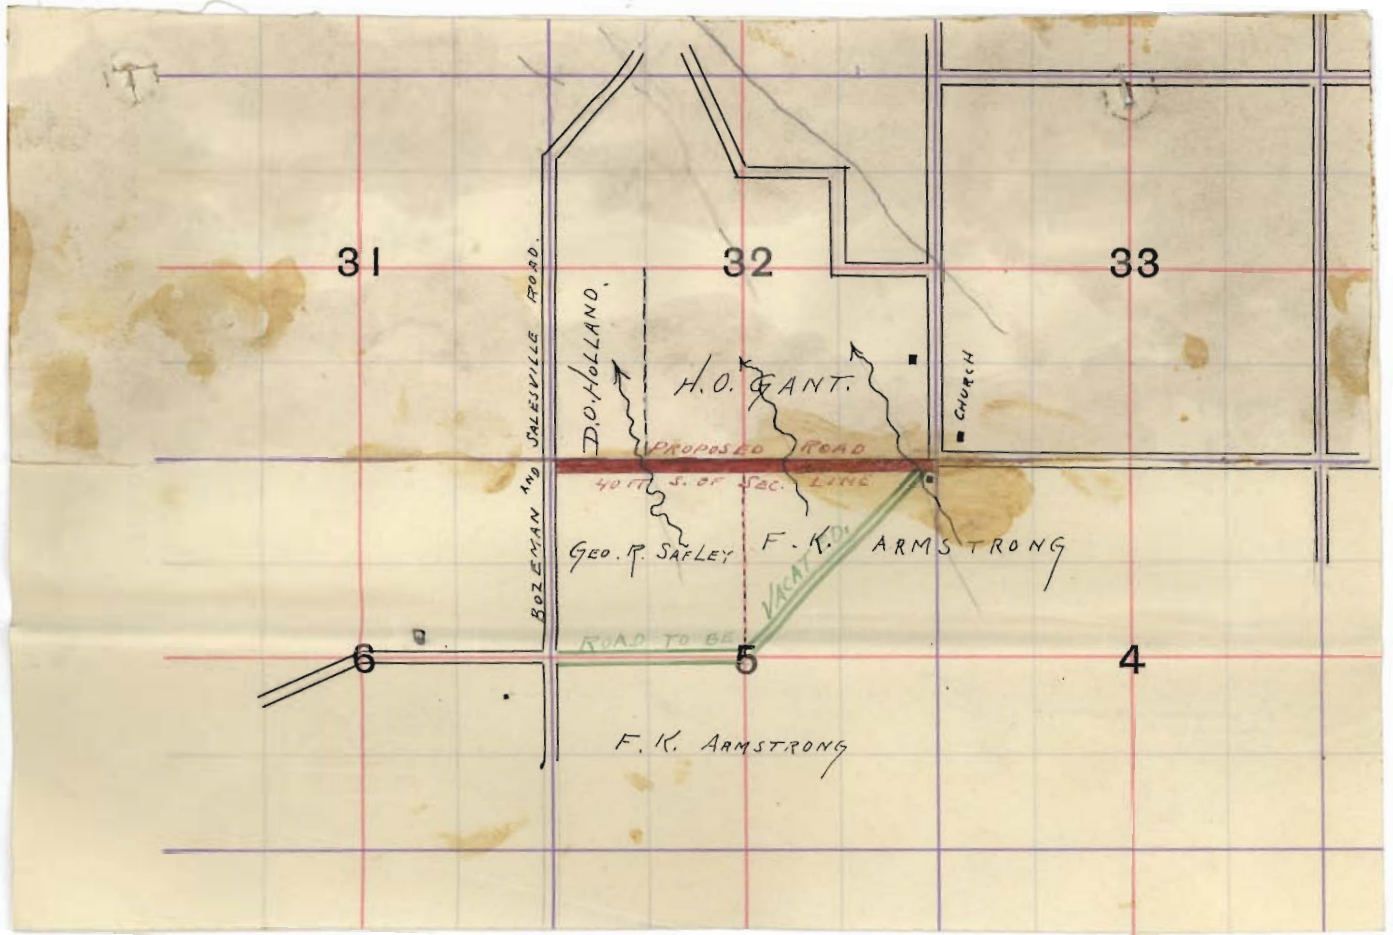 31
32
33
BOZEMAN AND SALESVILLE ROAD.
D.O. HOLLAND.
H.O. GANT.
CHURCH
PROPOSED ROAD
40 FT. S. OF SEC. LINE
GEO. R. SAFLEY
F. K. ARMSTRONG
ROAD TO BE
VACAT'D.
6
5
4
F. K. ARMSTRONG